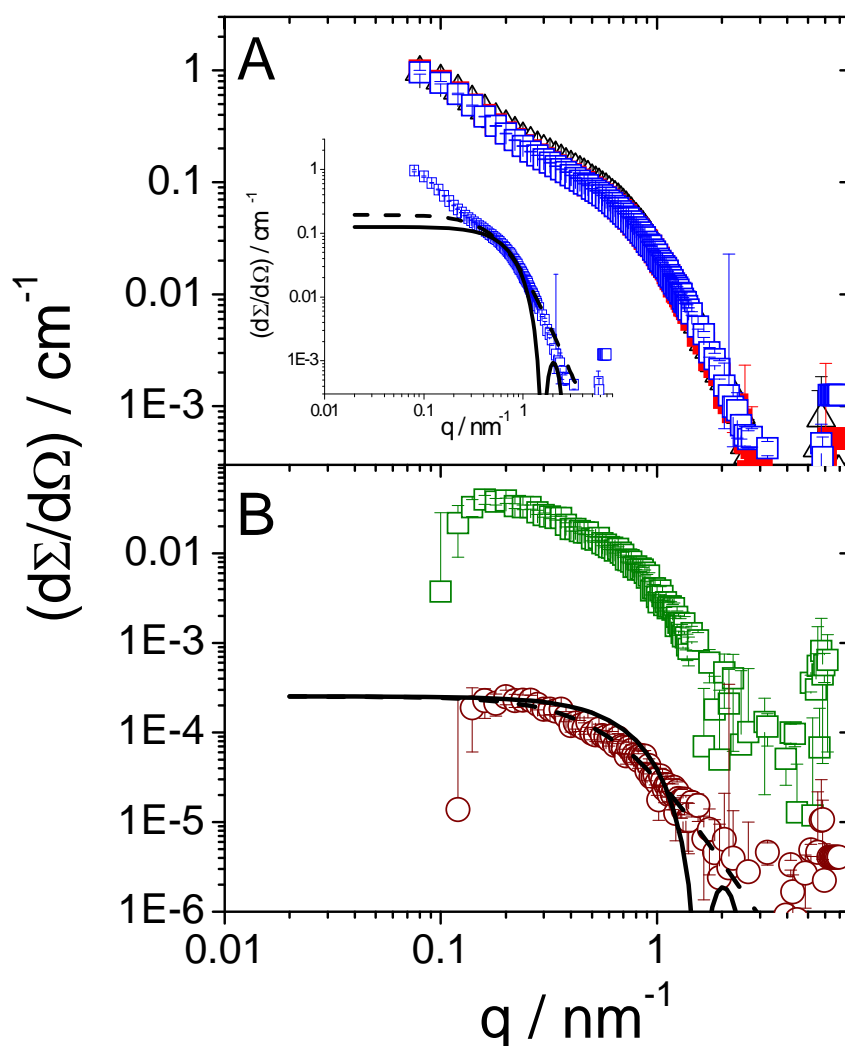 A
1
0.1
0.01
1E-3
(dΣ/dΩ) / cm⁻¹
1
0.1
0.01
1E-3
0.01 0.1 1
q / nm⁻¹
B
0.01
1E-3
1E-4
1E-5
1E-6
0.01 0.1 1
q / nm⁻¹
(dΣ/dΩ) / cm⁻¹